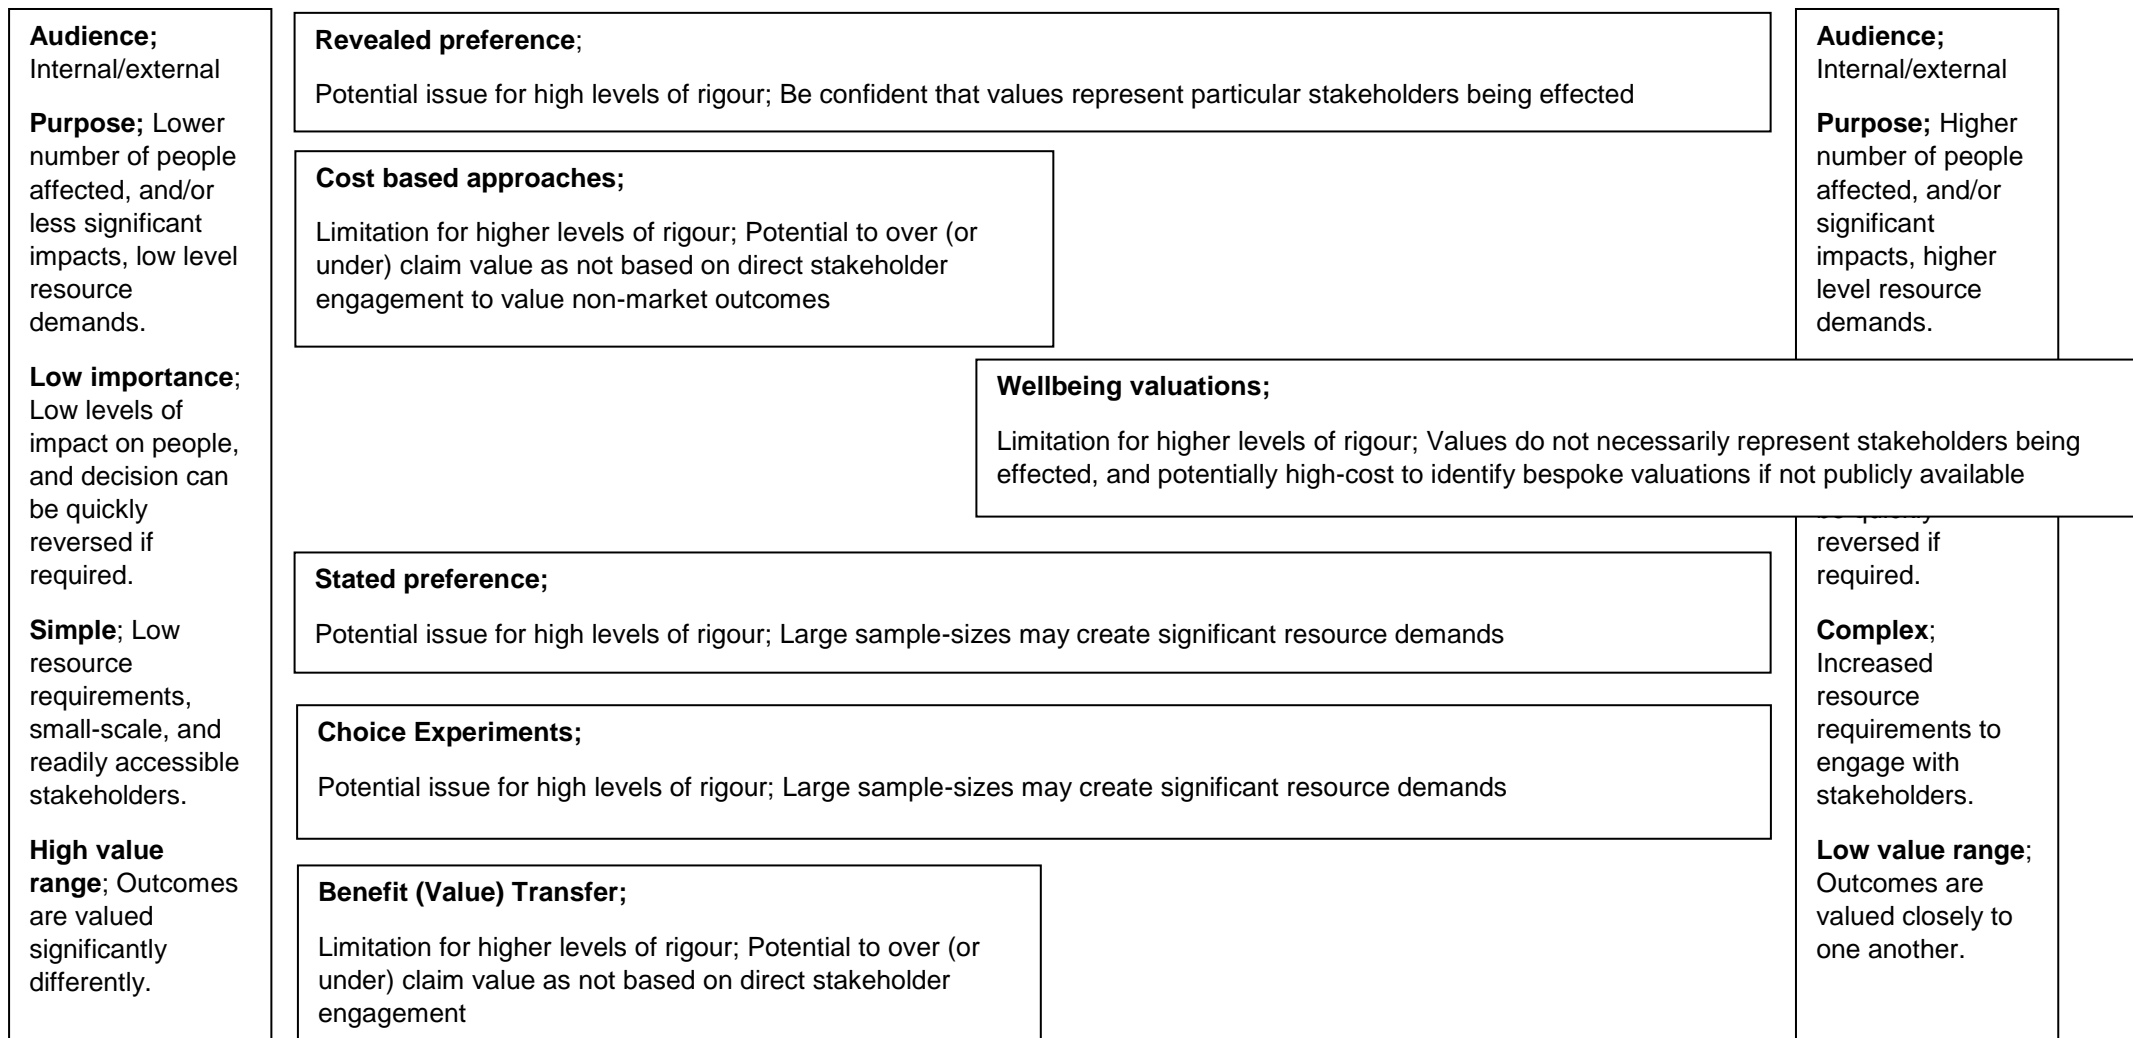 Audience;
Internal/external
Purpose; Lower
number of people
affected, and/or
less significant
impacts, low level
resource
demands.
Low importance;
Low levels of
impact on people,
and decision can
be quickly
reversed if
required.
Simple; Low
resource
requirements,
small-scale, and
readily accessible
stakeholders.
High value
range; Outcomes
are valued
significantly
differently.
Revealed preference;
Potential issue for high levels of rigour; Be confident that values represent particular stakeholders being effected
Cost based approaches;
Limitation for higher levels of rigour; Potential to over (or
under) claim value as not based on direct stakeholder
engagement to value non-market outcomes
Wellbeing valuations;
Limitation for higher levels of rigour; Values do not necessarily represent stakeholders being
effected, and potentially high-cost to identify bespoke valuations if not publicly available
Stated preference;
Potential issue for high levels of rigour; Large sample-sizes may create significant resource demands
Choice Experiments;
Potential issue for high levels of rigour; Large sample-sizes may create significant resource demands
Benefit (Value) Transfer;
Limitation for higher levels of rigour; Potential to over (or
under) claim value as not based on direct stakeholder
engagement
Audience;
Internal/external
Purpose; Higher
number of people
affected, and/or
significant
impacts, higher
level resource
demands.
be quickly
reversed if
required.
Complex;
Increased
resource
requirements to
engage with
stakeholders.
Low value range;
Outcomes are
valued closely to
one another.